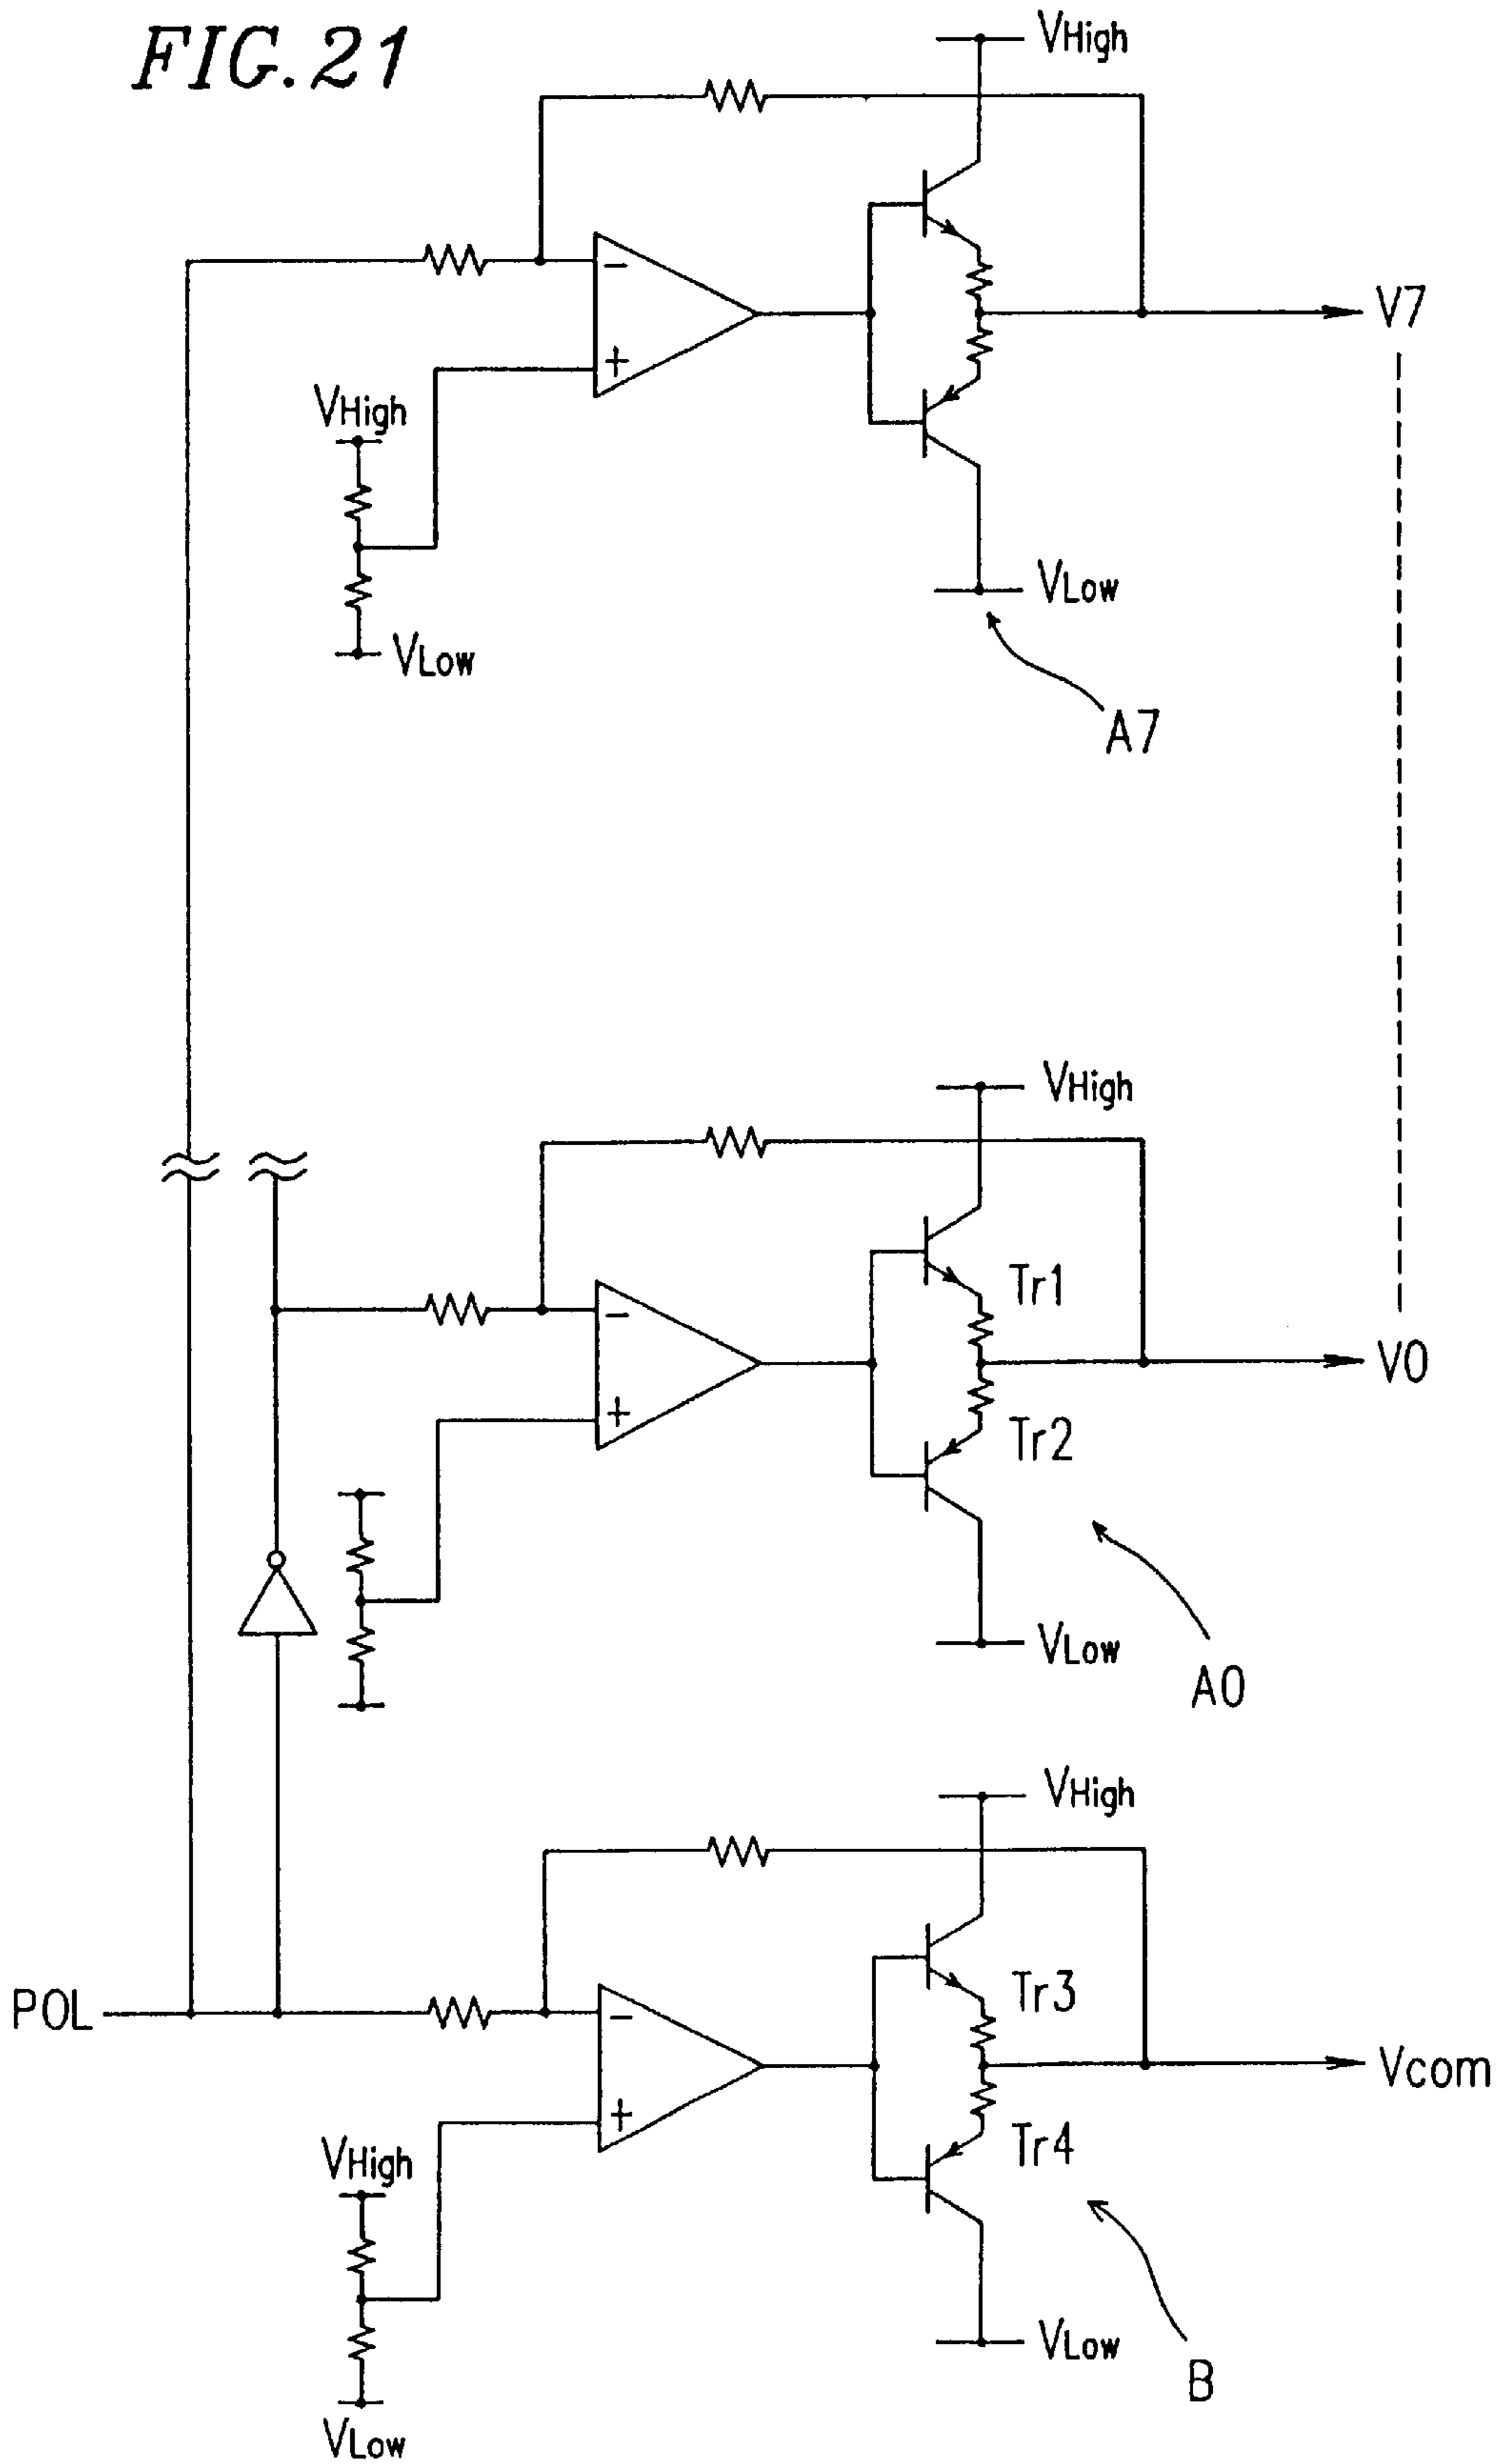 FIG. 21
VHigh
-
V7
+
VHigh
VLow
VLow
A7
VHigh
Tr1
-
V0
+
Tr2
VLow
A0
VHigh
POL
Tr3
-
Vcom
+
Tr4
VHigh
VLow
B
VLow